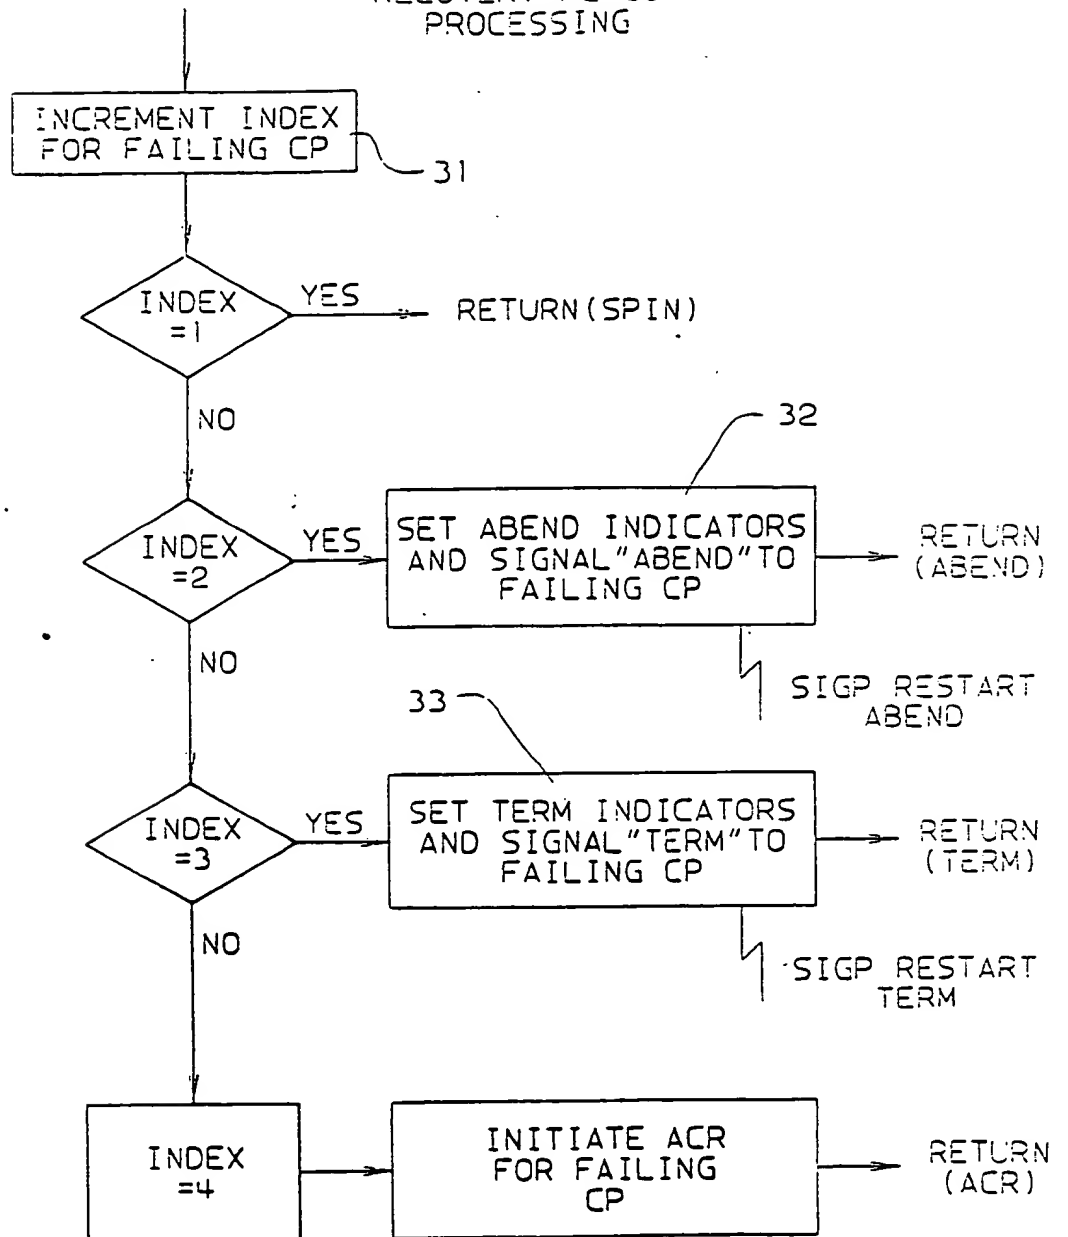 PROCESSING
INCREMENT INDEX
FOR FAILING CP
31
INDEX
=1
YES
RETURN(SPIN)
NO
32
INDEX
=2
YES
SET ABEND INDICATORS
AND SIGNAL"ABEND"TO
FAILING CP
RETURN
(ABEND)
NO
SIGP RESTART
ABEND
33
INDEX
=3
YES
SET TERM INDICATORS
AND SIGNAL"TERM"TO
FAILING CP
RETURN
(TERM)
NO
SIGP RESTART
TERM
INDEX
=4
INITIATE ACR
FOR FAILING
CP
RETURN
(ACR)